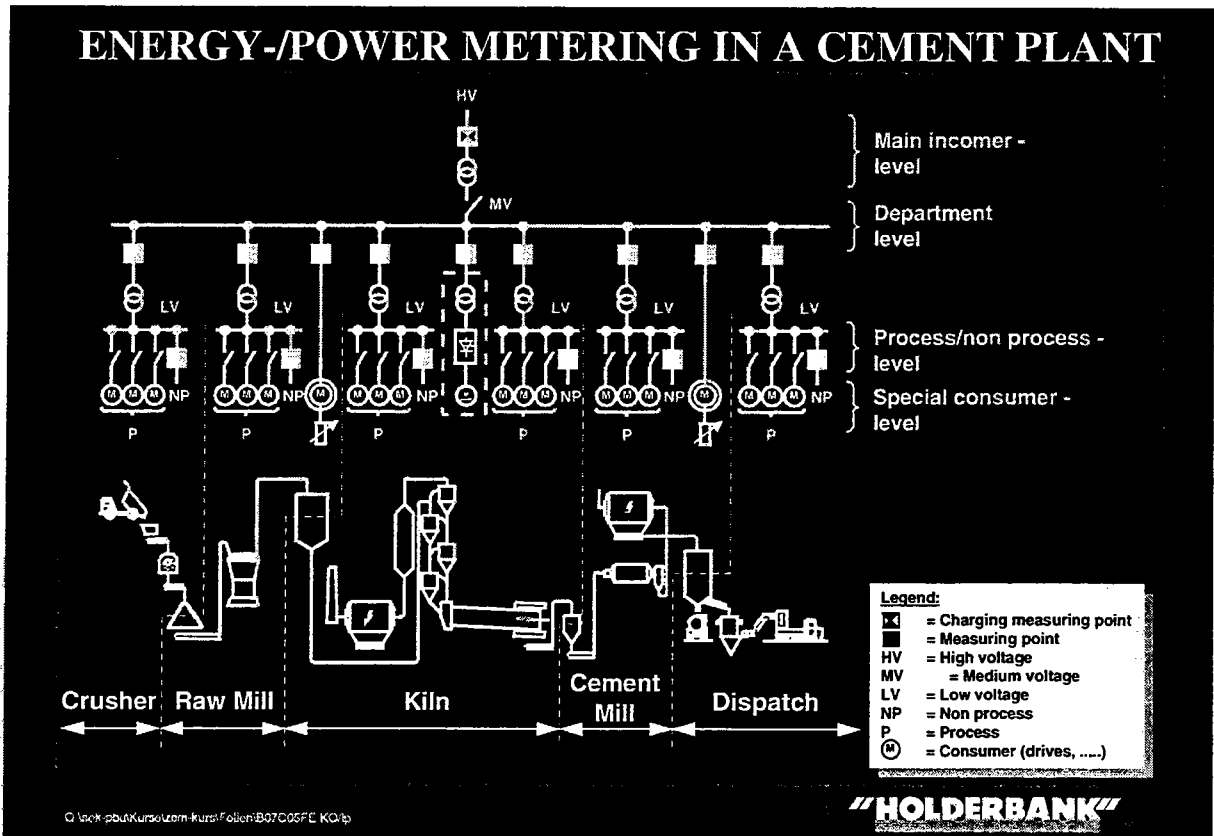 ENERGY-/POWER METERING IN A CEMENT PLANT
HV
Main incomer -
level
MV
Department
level
LV LV LV LV LV LV
Process/non process -
level
M M M NP M M M NP M M M M NP M M M NP M M M NP M M M M NP
Special consumer -
level
P P P P P P
Crusher Raw Mill Kiln Cement
Mill Dispatch
Legend:
= Charging measuring point
= Measuring point
HV = High voltage
MV = Medium voltage
LV = Low voltage
NP = Non process
P = Process
M = Consumer (drives, .....)
"HOLDERBANK"